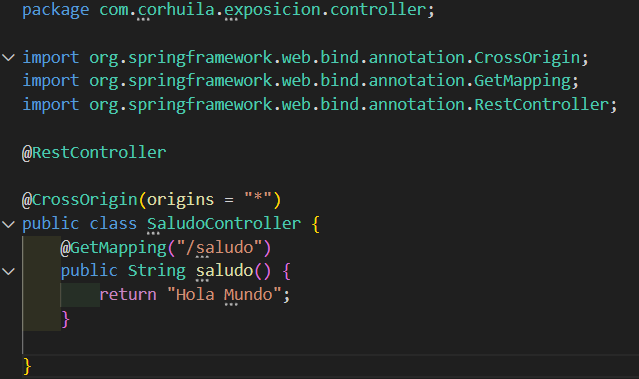 package com.corhuila.exposicion.controller;
import org.springframework.web.bind.annotation.CrossOrigin;
import org.springframework.web.bind.annotation.GetMapping;
import org.springframework.web.bind.annotation.RestController;
@RestController
@CrossOrigin(origins = "*")
public class SaludoController {
@GetMapping("/saludo")
public String saludo() {
return "Hola Mundo";
}
}